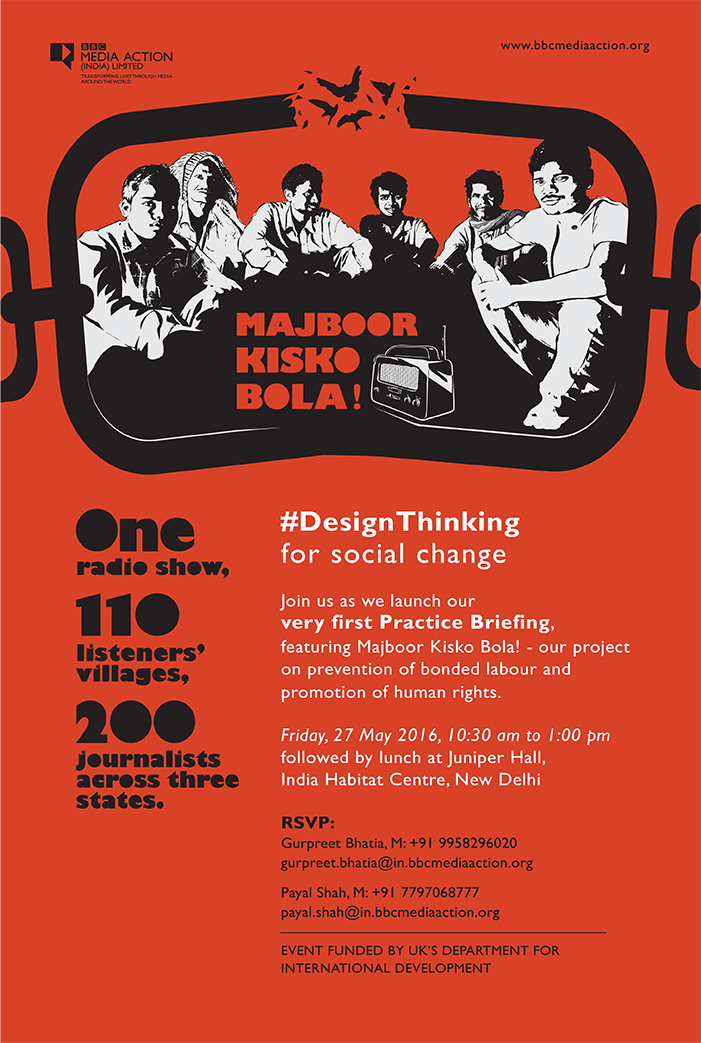 BBC
MEDIA ACTION
(INDIA) LIMITED
TRANSFORMING LIVES THROUGH MEDIA
AROUND THE WORLD
www.bbcmediaaction.org
MAJBOOR
KISKO
BOLA!
One
radio show,
110
listeners'
villages,
200
journalists
across three
states.
#DesignThinking
for social change
Join us as we launch our
very first Practice Briefing,
featuring Majboor Kisko Bola! - our project
on prevention of bonded labour and
promotion of human rights.
Friday, 27 May 2016, 10:30 am to 1:00 pm
followed by lunch at Juniper Hall,
India Habitat Centre, New Delhi
RSVP:
Gurpreet Bhatia, M: +91 9958296020
gurpreet.bhatia@in.bbcmediaaction.org
Payal Shah, M: +91 7797068777
payal.shah@in.bbcmediaaction.org
EVENT FUNDED BY UK'S DEPARTMENT FOR
INTERNATIONAL DEVELOPMENT